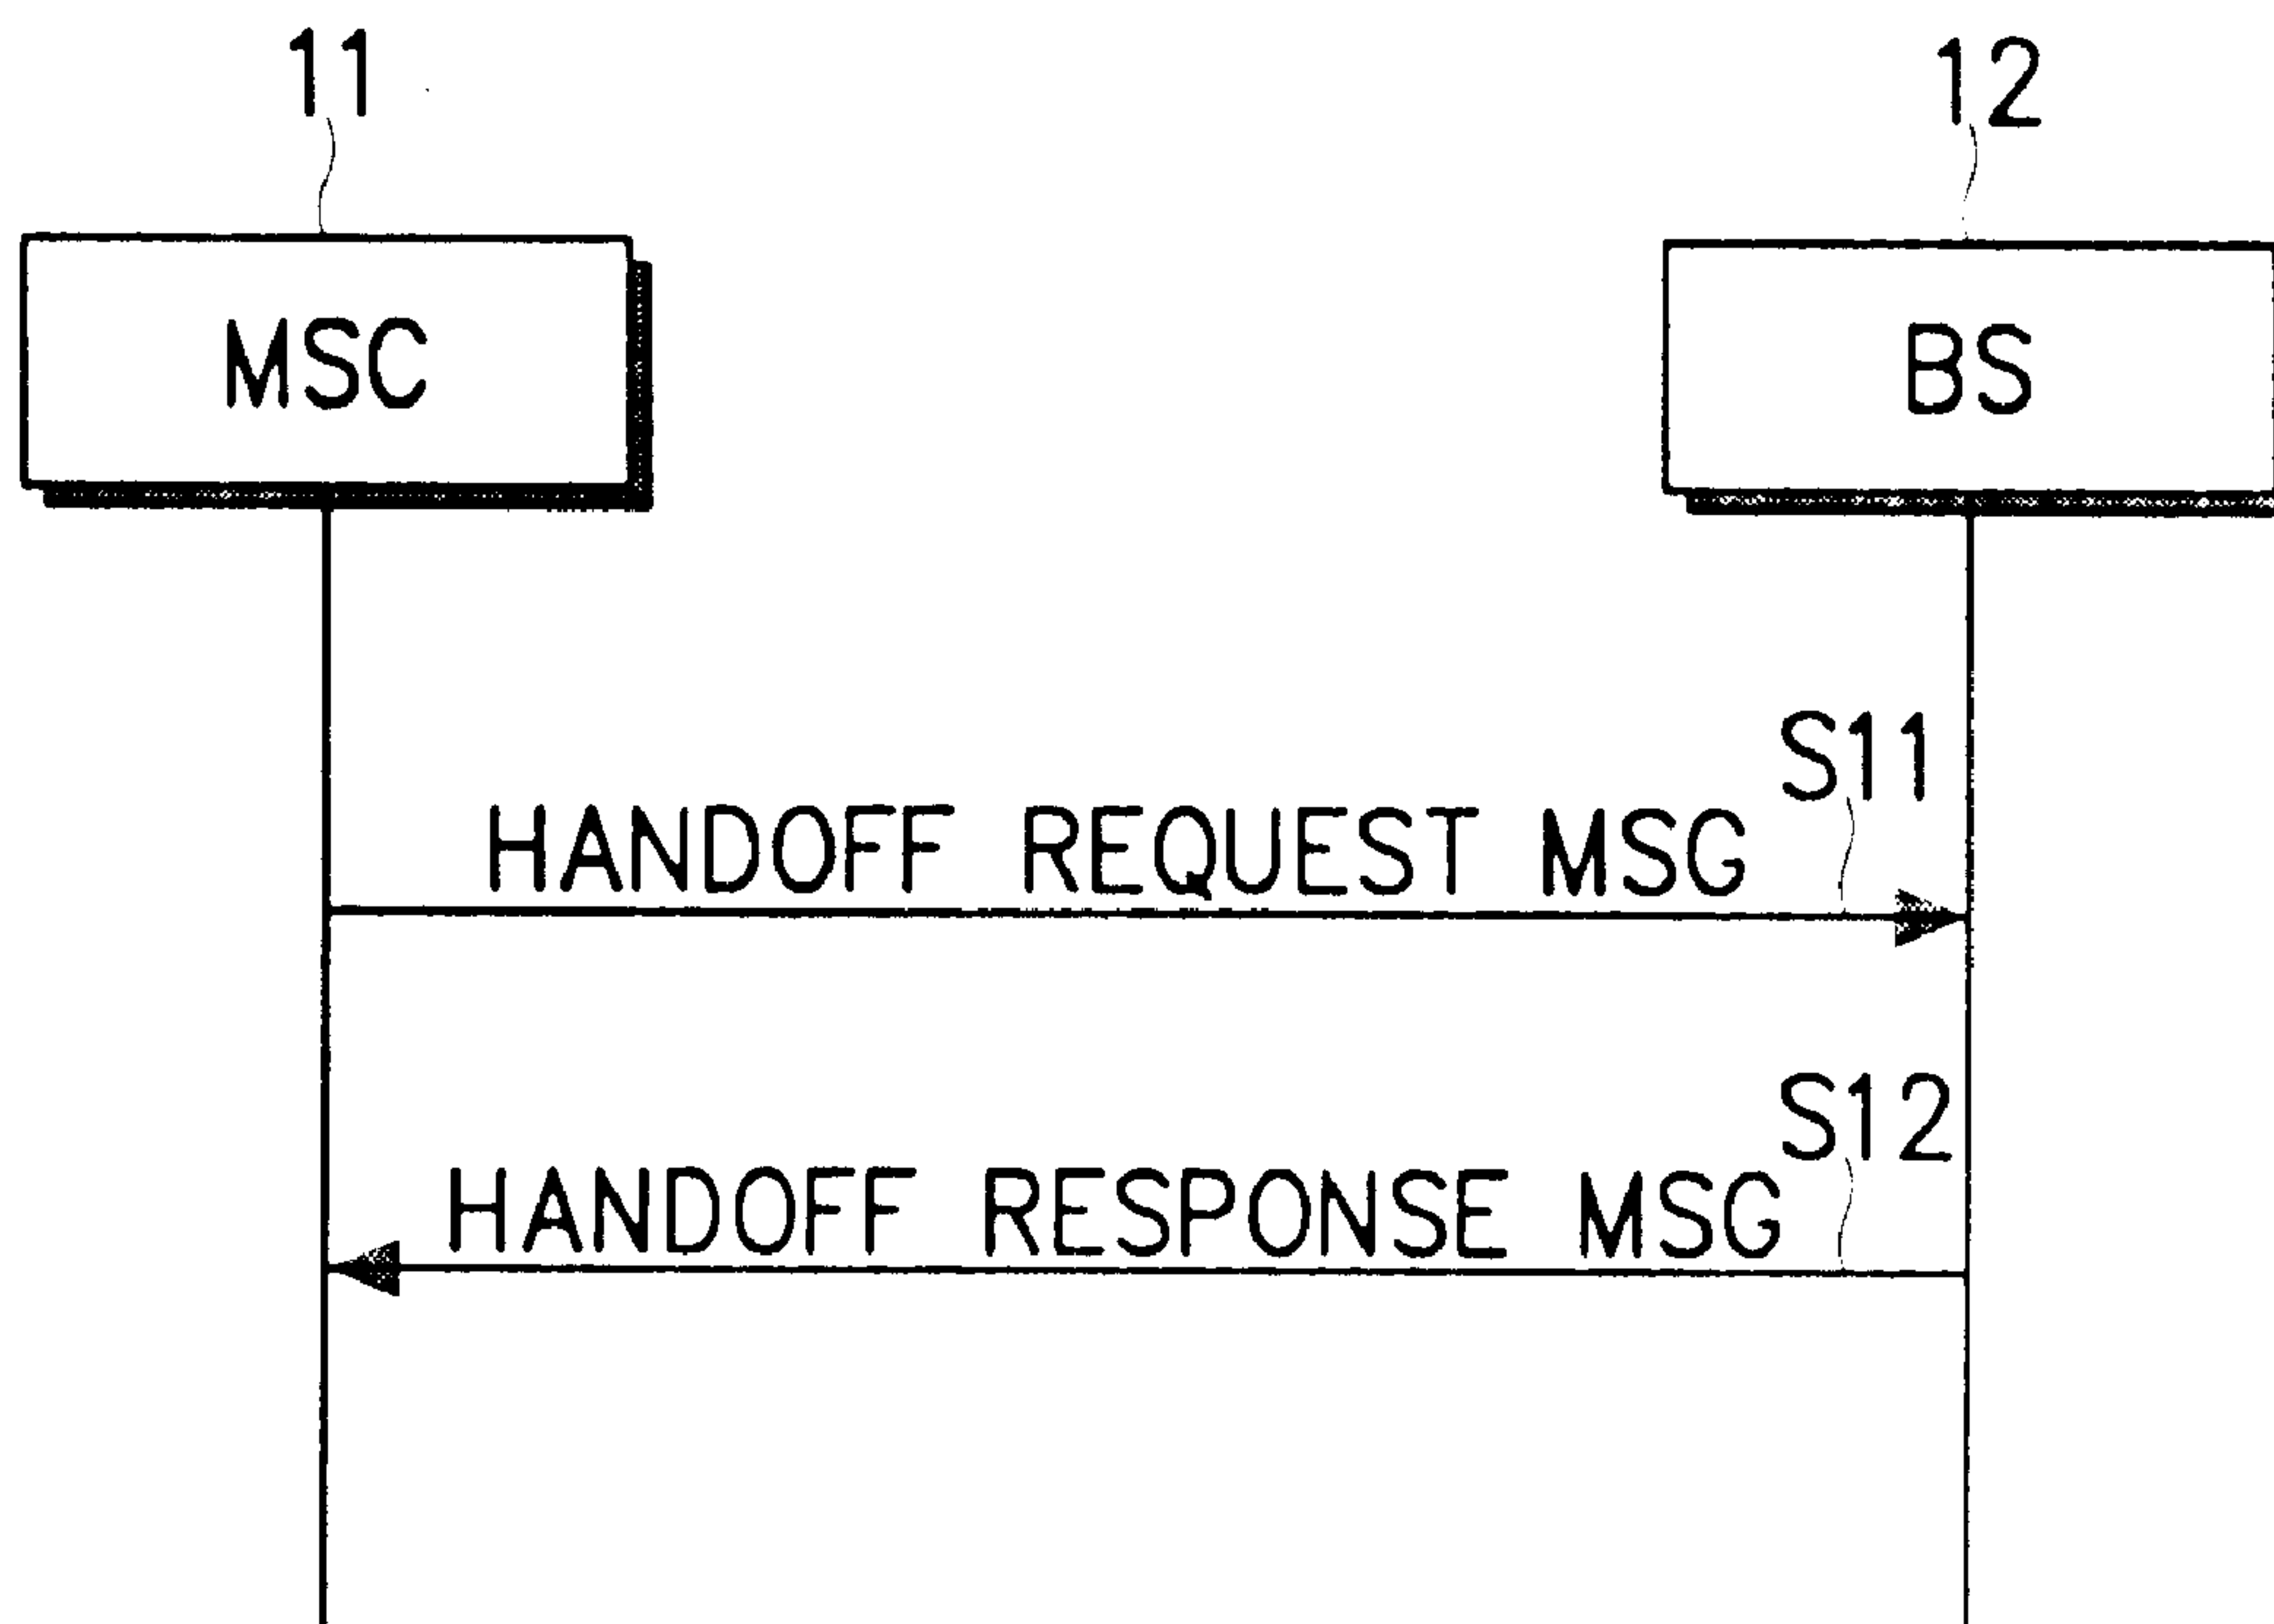 11
12
MSC
BS
S11
HANDOFF REQUEST MSG
S12
HANDOFF RESPONSE MSG